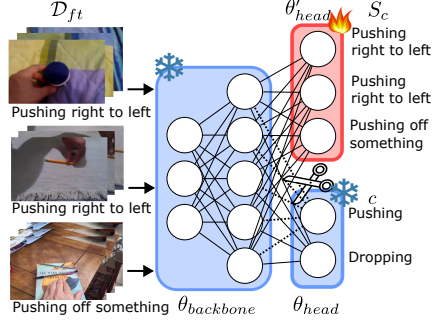 𝒟_ft
θ'_head
S_c
Pushing right to left
Pushing right to left
Pushing off something
Pushing
right to left
Pushing
right to left
Pushing off
something
c
Pushing
Dropping
θ_backbone
θ_head